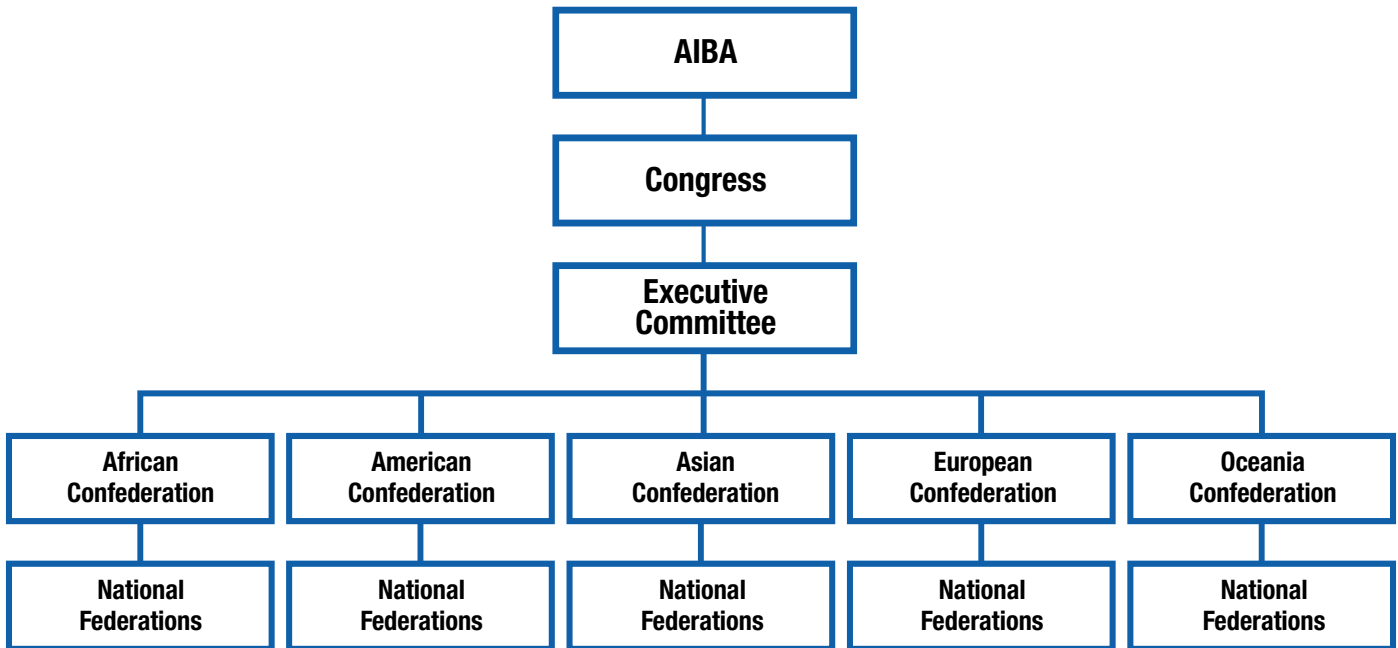 AIBA
Congress
Executive
Committee
African
Confederation
American
Confederation
Asian
Confederation
European
Confederation
Oceania
Confederation
National
Federations
National
Federations
National
Federations
National
Federations
National
Federations